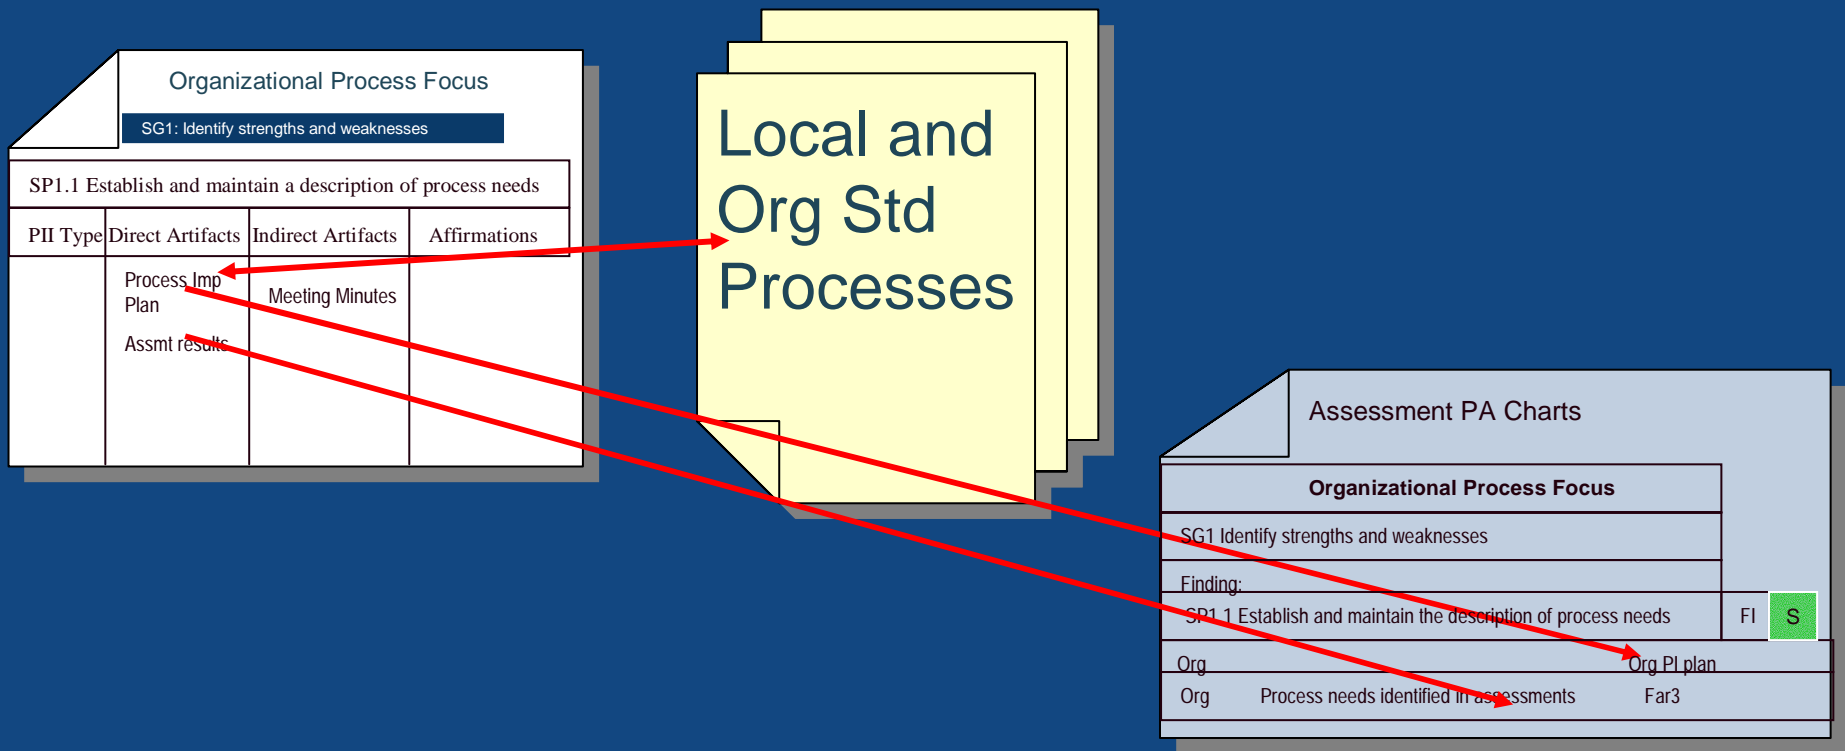 Organizational Process Focus
SG1: Identify strengths and weaknesses
SP1.1 Establish and maintain a description of process needs
PII Type Direct Artifacts Indirect Artifacts Affirmations
Process Imp
Plan
Meeting Minutes
Assmt results
Local and
Org Std
Processes
Assessment PA Charts
Organizational Process Focus
SG1 Identify strengths and weaknesses
Finding:
SP1.1 Establish and maintain the description of process needs FI S
Org Org PI plan
Org Process needs identified in assessments Far3